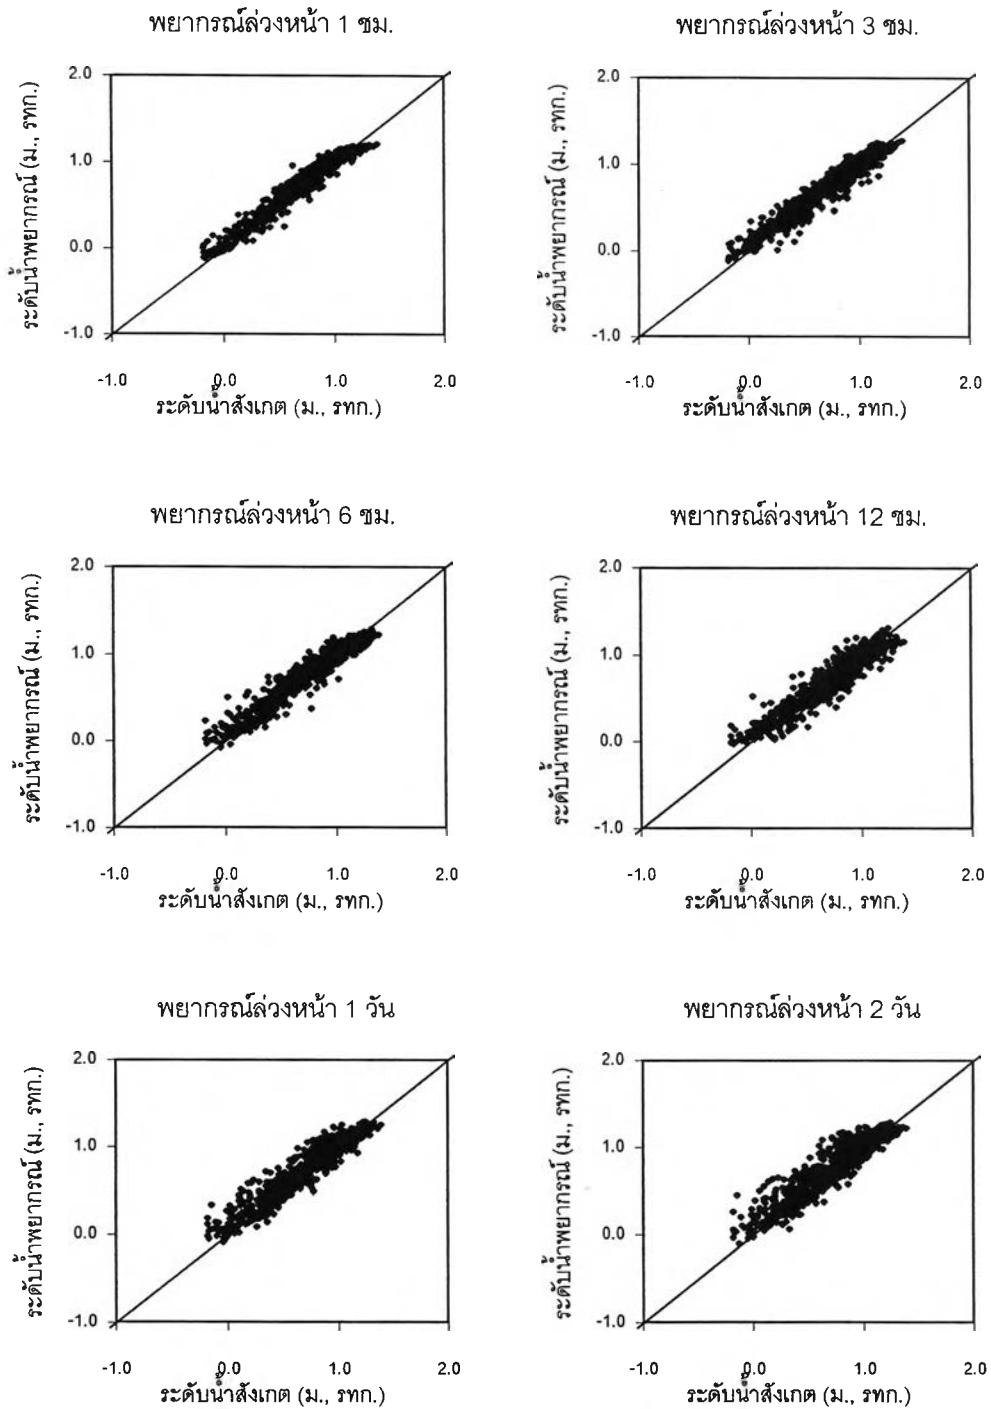 พยากรณ์ล่วงหน้า 1 ชม.
พยากรณ์ล่วงหน้า 3 ชม.
ระดับน้ำพยากรณ์ (ม., รทก.)
2.0
1.0
0.0
-1.0
-1.0 0.0 1.0 2.0
ระดับน้ำสังเกต (ม., รทก.)
ระดับน้ำพยากรณ์ (ม., รทก.)
2.0
1.0
0.0
-1.0
-1.0 0.0 1.0 2.0
ระดับน้ำสังเกต (ม., รทก.)
พยากรณ์ล่วงหน้า 6 ชม.
พยากรณ์ล่วงหน้า 12 ชม.
ระดับน้ำพยากรณ์ (ม., รทก.)
2.0
1.0
0.0
-1.0
-1.0 0.0 1.0 2.0
ระดับน้ำสังเกต (ม., รทก.)
ระดับน้ำพยากรณ์ (ม., รทก.)
2.0
1.0
0.0
-1.0
-1.0 0.0 1.0 2.0
ระดับน้ำสังเกต (ม., รทก.)
พยากรณ์ล่วงหน้า 1 วัน
พยากรณ์ล่วงหน้า 2 วัน
ระดับน้ำพยากรณ์ (ม., รทก.)
2.0
1.0
0.0
-1.0
-1.0 0.0 1.0 2.0
ระดับน้ำสังเกต (ม., รทก.)
ระดับน้ำพยากรณ์ (ม., รทก.)
2.0
1.0
0.0
-1.0
-1.0 0.0 1.0 2.0
ระดับน้ำสังเกต (ม., รทก.)